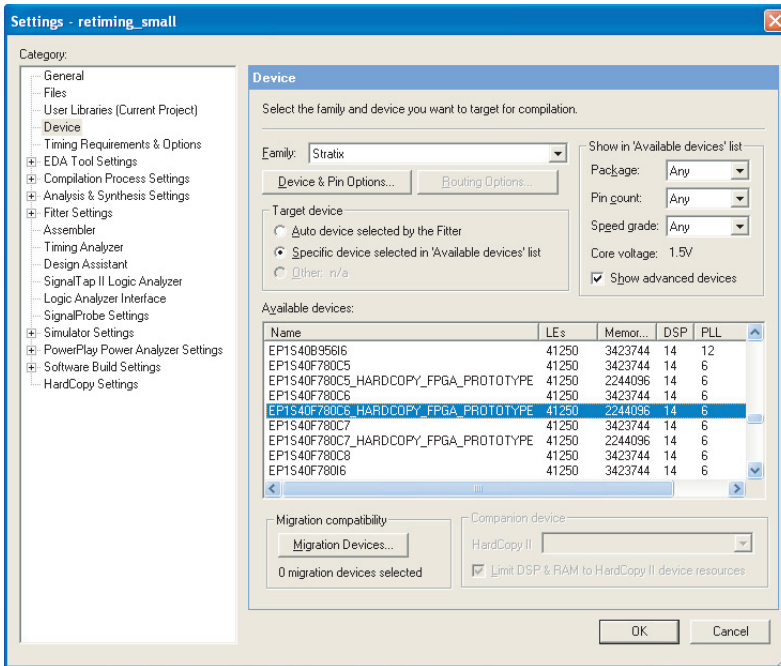 Settings - retiming_small
Category:
General
Files
User Libraries (Current Project)
Device
Timing Requirements & Options
EDA Tool Settings
Compilation Process Settings
Analysis & Synthesis Settings
Fitter Settings
Assembler
Timing Analyzer
Design Assistant
SignalTap II Logic Analyzer
Logic Analyzer Interface
SignalProbe Settings
Simulator Settings
PowerPlay Power Analyzer Settings
Software Build Settings
HardCopy Settings
Device
Select the family and device you want to target for compilation.
Family: Stratix
Device & Pin Options... Routing Options...
Target device
Auto device selected by the Fitter
Specific device selected in 'Available devices' list
Other: n/a
Show in 'Available devices' list
Package: Any
Pin count: Any
Speed grade: Any
Core voltage: 1.5V
Show advanced devices
Available devices:
Name LEs Memor... DSP PLL
EP1S40B956I6 41250 3423744 14 12
EP1S40F780C5 41250 3423744 14 6
EP1S40F780C5_HARDCOPY_FPGA_PROTOTYPE 41250 2244096 14 6
EP1S40F780C6 41250 3423744 14 6
EP1S40F780C6_HARDCOPY_FPGA_PROTOTYPE 41250 2244096 14 6
EP1S40F780C7 41250 3423744 14 6
EP1S40F780C7_HARDCOPY_FPGA_PROTOTYPE 41250 2244096 14 6
EP1S40F780C8 41250 3423744 14 6
EP1S40F780I6 41250 3423744 14 6
Migration compatibility
Migration Devices...
0 migration devices selected
Companion device
HardCopy II
Limit DSP & RAM to HardCopy II device resources
OK Cancel